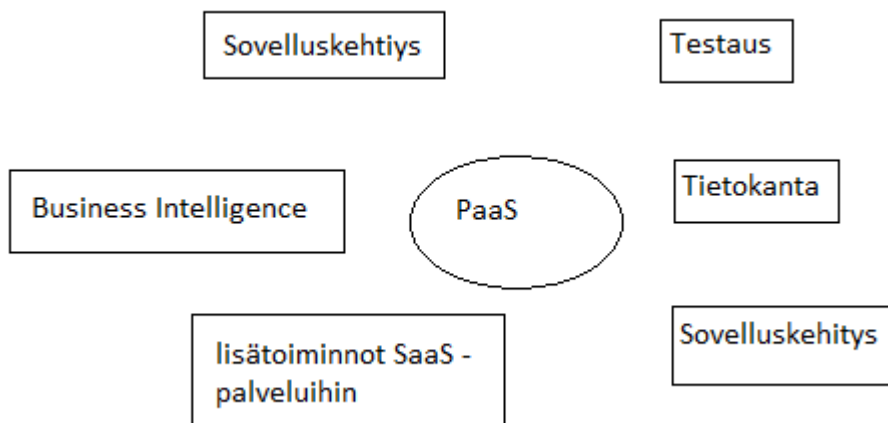 Sovelluskehtiys
Testaus
Business Intelligence
PaaS
Tietokanta
lisätoiminnot SaaS -
palveluihin
Sovelluskehitys